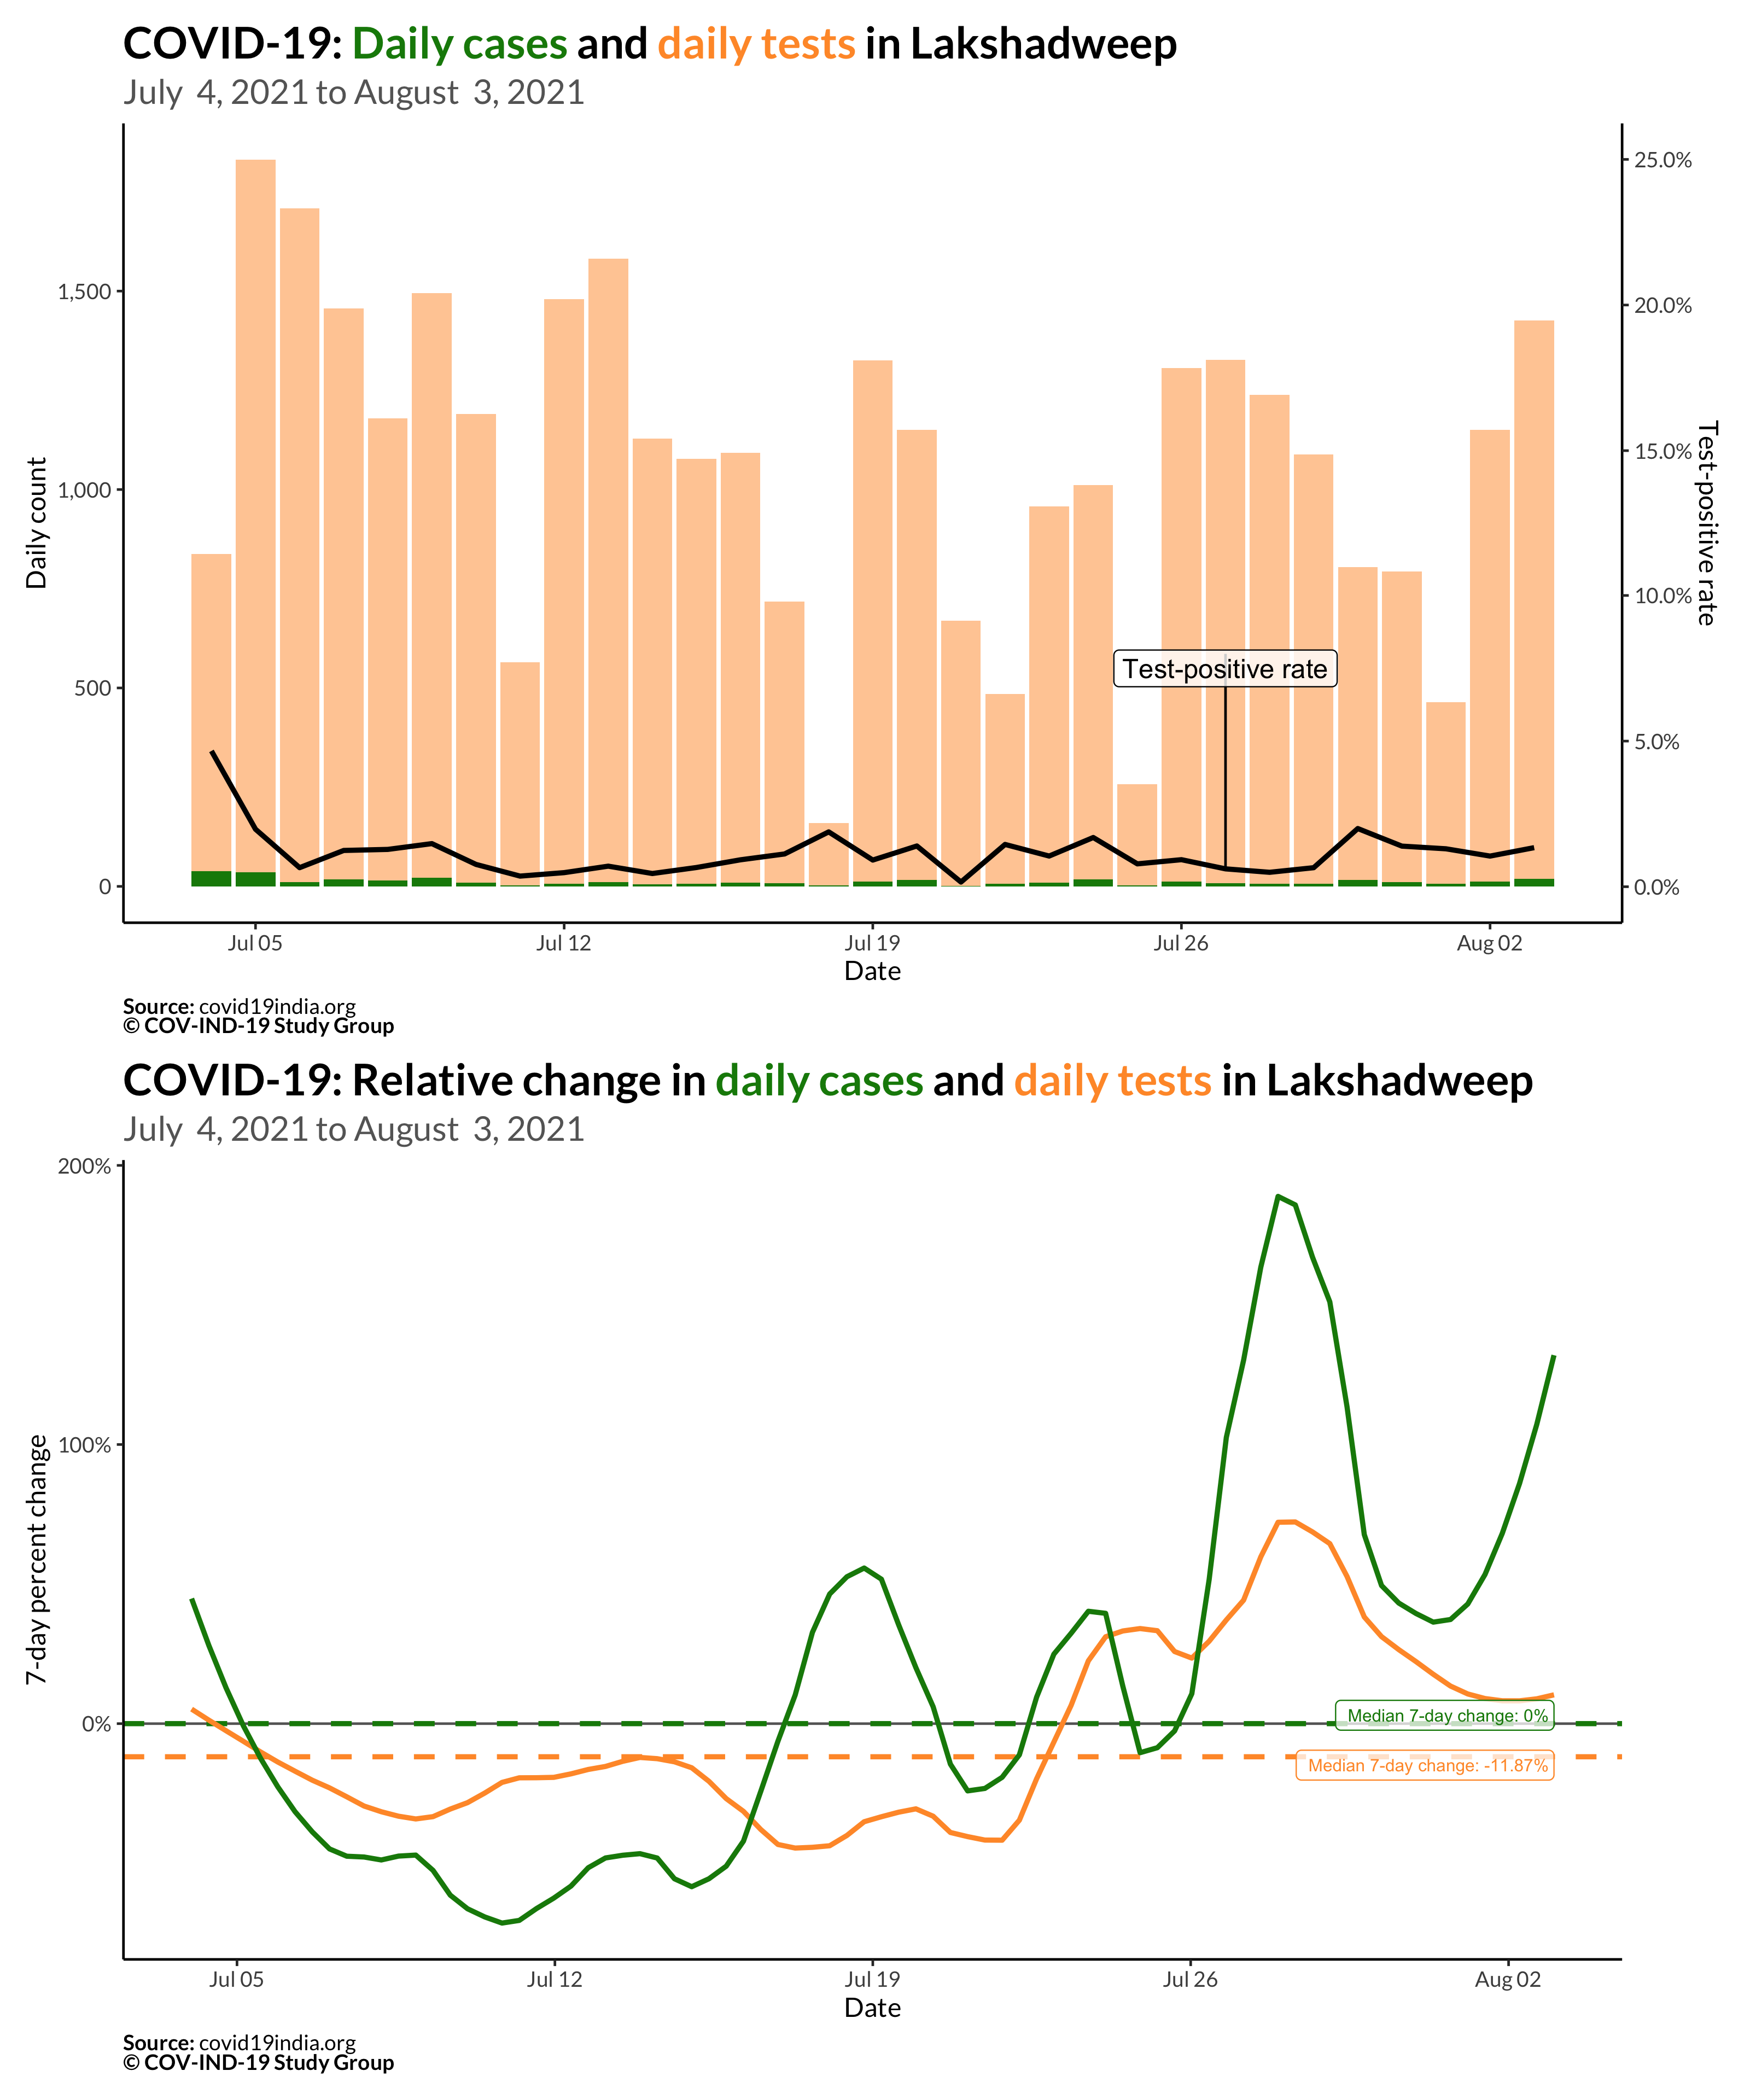 COVID-19: Daily cases and daily tests in Lakshadweep
July  4, 2021 to August  3, 2021
25.0%
20.0%
1,500
15.0%
1,000
Daily count
Test-positive rate
10.0%
Test-positive rate
500
5.0%
0
0.0%
Jul 05
Jul 12
Jul 19
Jul 26
Aug 02
Date
Source: covid19india.org
© COV-IND-19 Study Group
COVID-19: Relative change in daily cases and daily tests in Lakshadweep
July  4, 2021 to August  3, 2021
200%
100%
7-day percent change
0%
Median 7-day change: 0%
Median 7-day change: -11.87%
Jul 05
Jul 12
Jul 19
Jul 26
Aug 02
Date
Source: covid19india.org
© COV-IND-19 Study Group